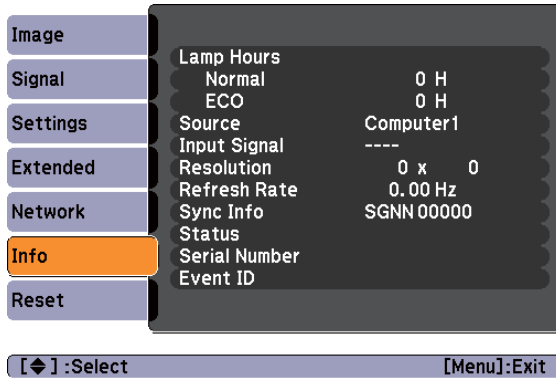 Image
Signal
Settings
Extended
Network
Info
Reset
Lamp Hours
Normal 0 H
ECO 0 H
Source Computer1
Input Signal ----
Resolution 0 x 0
Refresh Rate 0.00 Hz
Sync Info SGNN 00000
Status
Serial Number
Event ID
[◆] :Select [Menu]:Exit